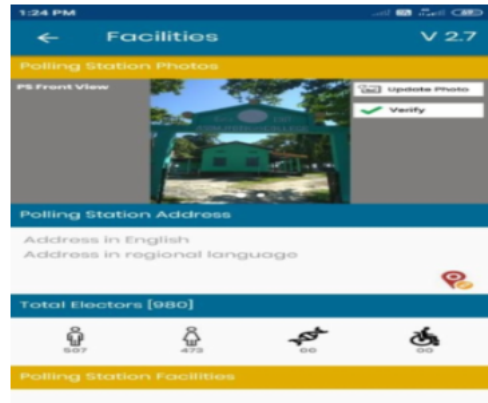 1:24 PM
Facilities
V 2.7
Polling Station Photos
PS Front View
Update Photo
Verify
Polling Station Address
Address in English
Address in regional language
Total Electors [980]
507
473
00
00
Polling Station Facilities